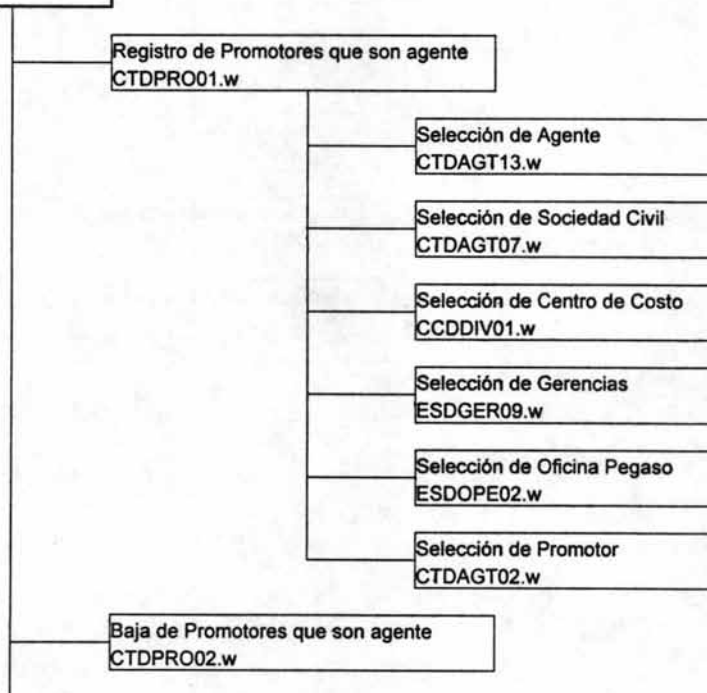 Registro de Promotores que son agente
CTDPRO01.w
Selección de Agente
CTDAGT13.w
Selección de Sociedad Civil
CTDAGT07.w
Selección de Centro de Costo
CCDDIV01.w
Selección de Gerencias
ESDGER09.w
Selección de Oficina Pegaso
ESDOPE02.w
Selección de Promotor
CTDAGT02.w
Baja de Promotores que son agente
CTDPRO02.w